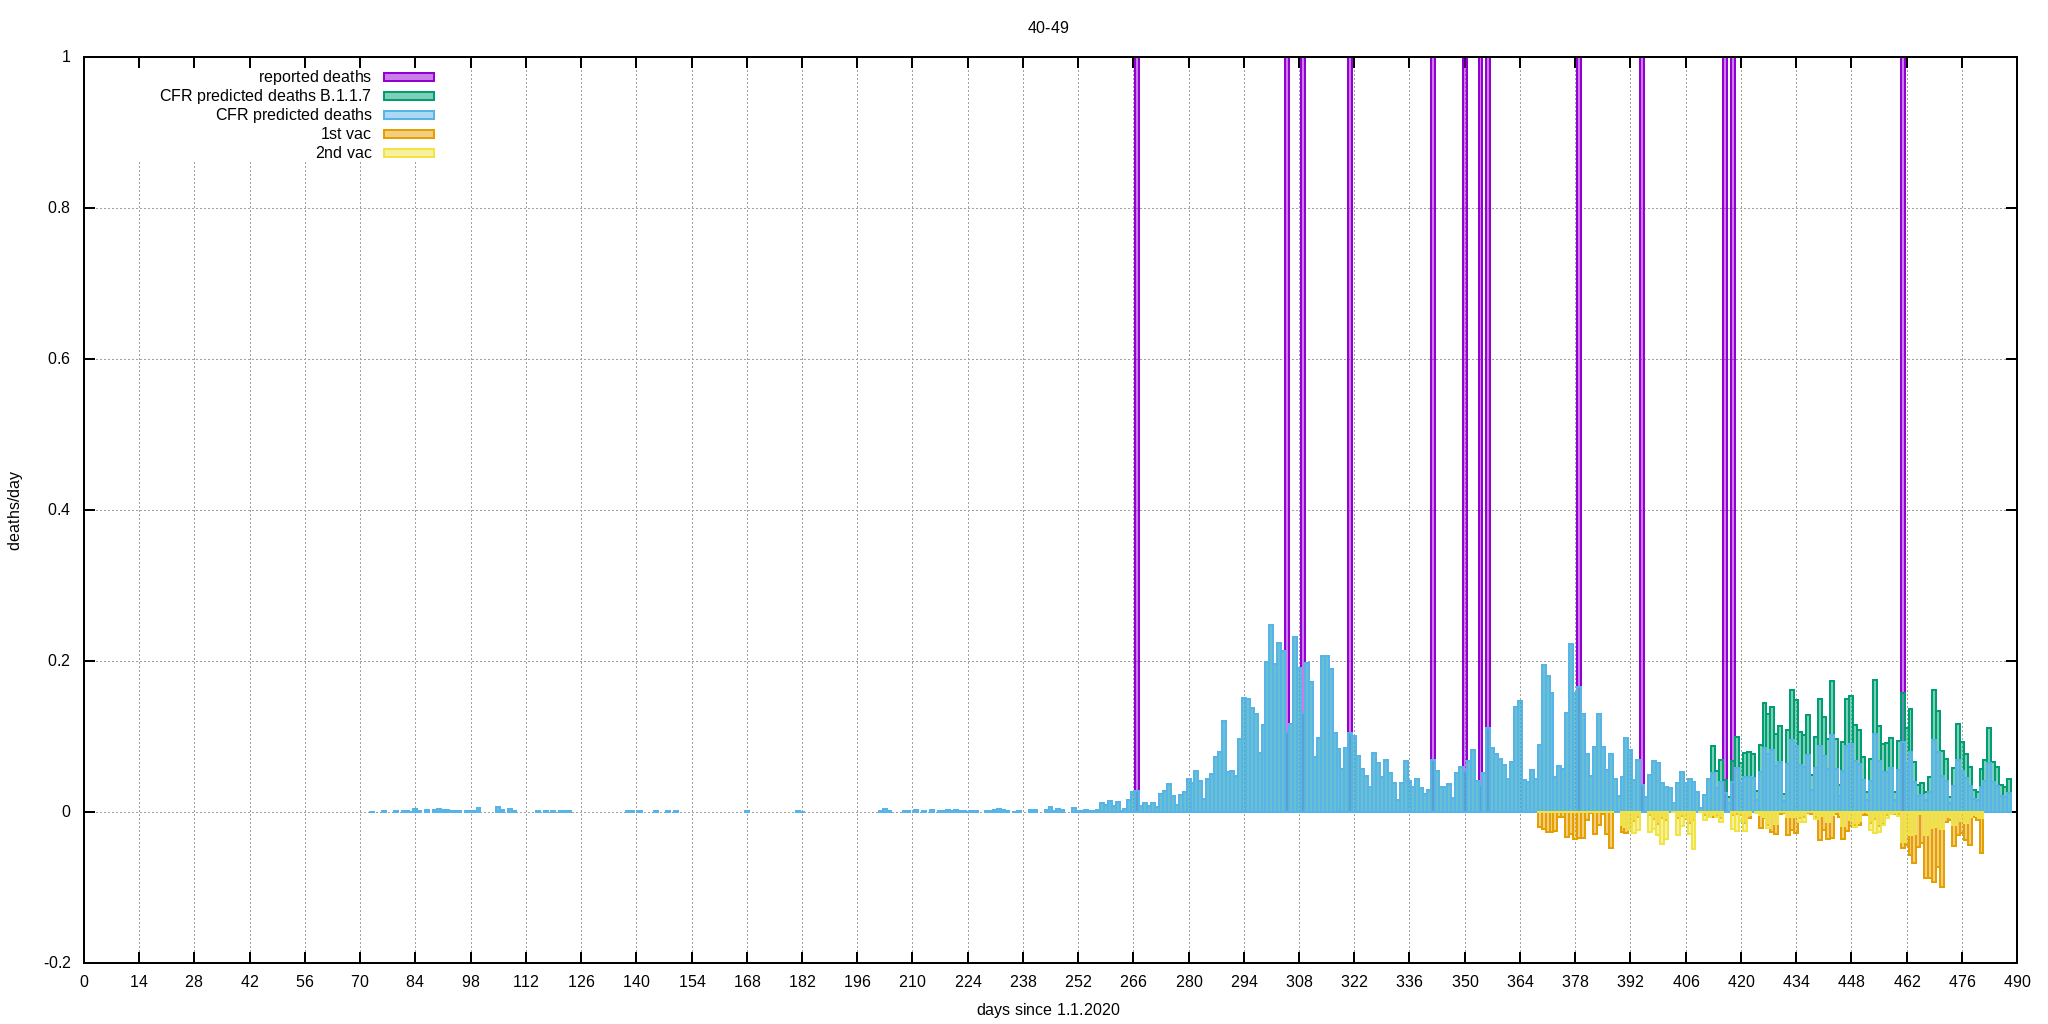 40-49
reported deaths
CFR predicted deaths B.1.1.7
CFR predicted deaths
1st vac
2nd vac
1
0.8
0.6
0.4
0.2
0
-0.2
deaths/day
0 14 28 42 56 70 84 98 112 126 140 154 168 182 196 210 224 238 252 266 280 294 308 322 336 350 364 378 392 406 420 434 448 462 476 490
days since 1.1.2020